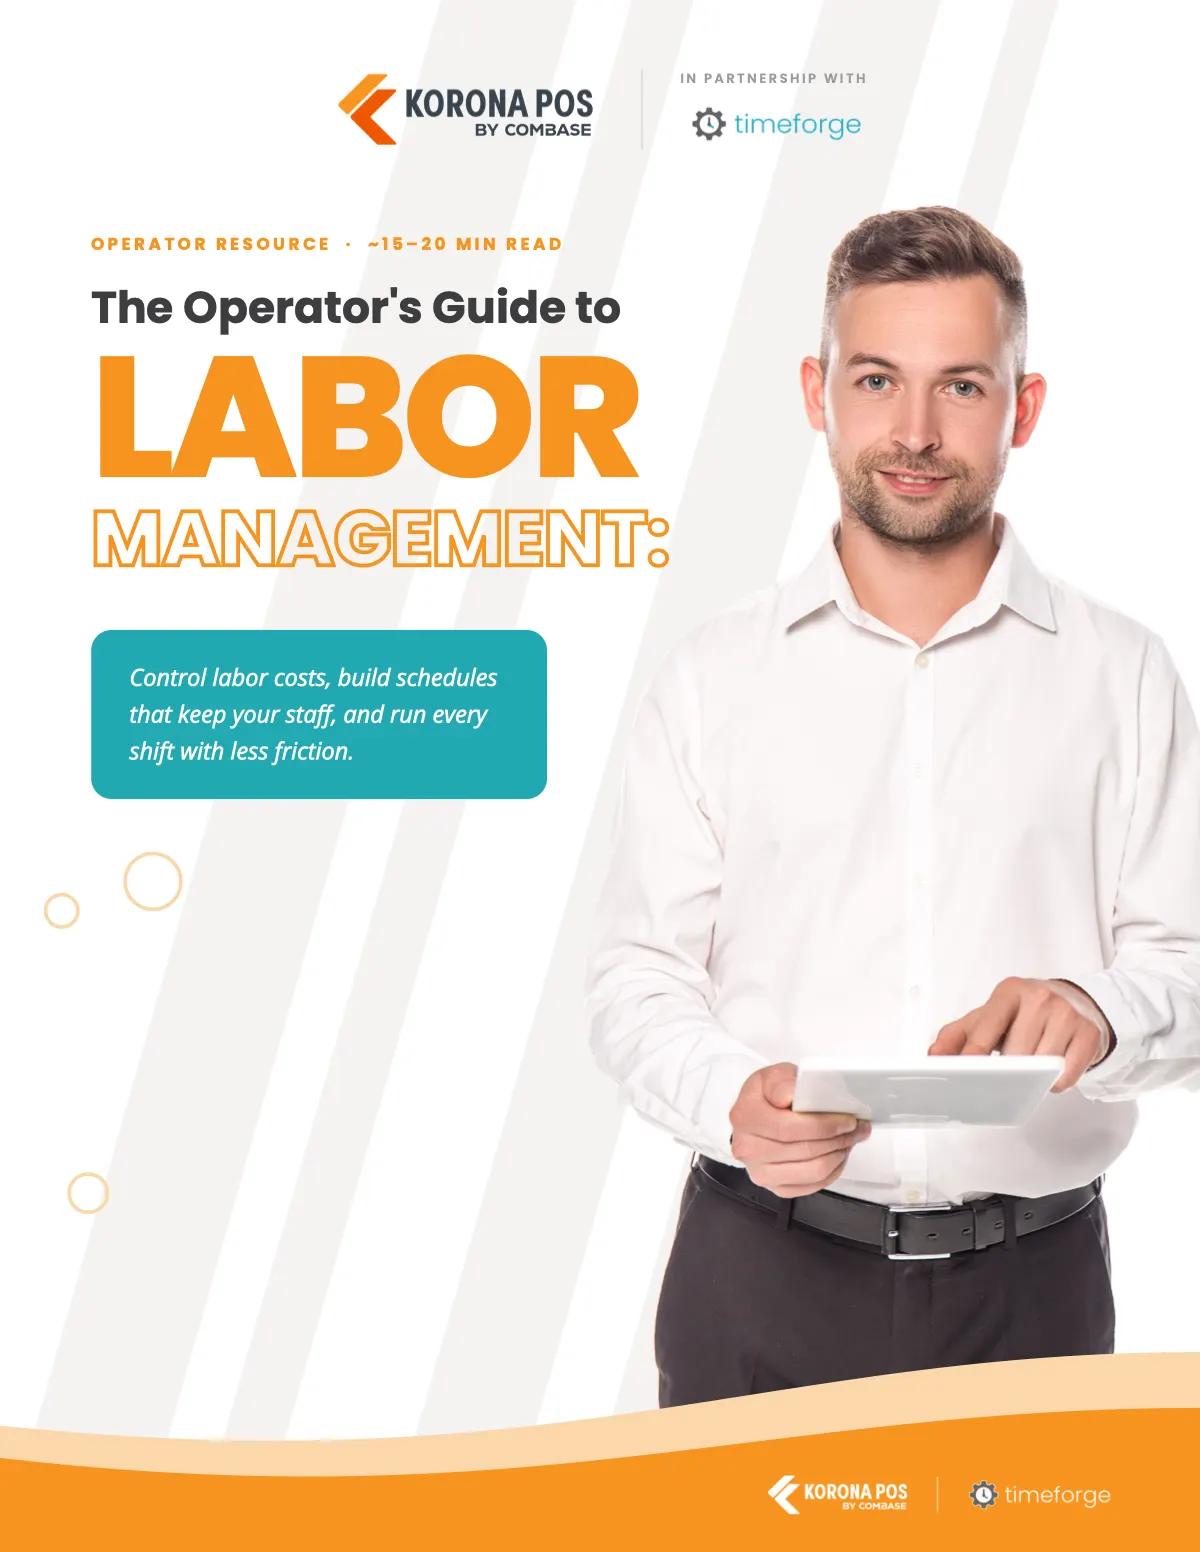 KORONA POS
BY COMBASE
IN PARTNERSHIP WITH
timeforge
OPERATOR RESOURCE · ~15–20 MIN READ
The Operator's Guide to
LABOR
MANAGEMENT:
Control labor costs, build schedules
that keep your staff, and run every
shift with less friction.
KORONA POS
BY COMBASE
timeforge